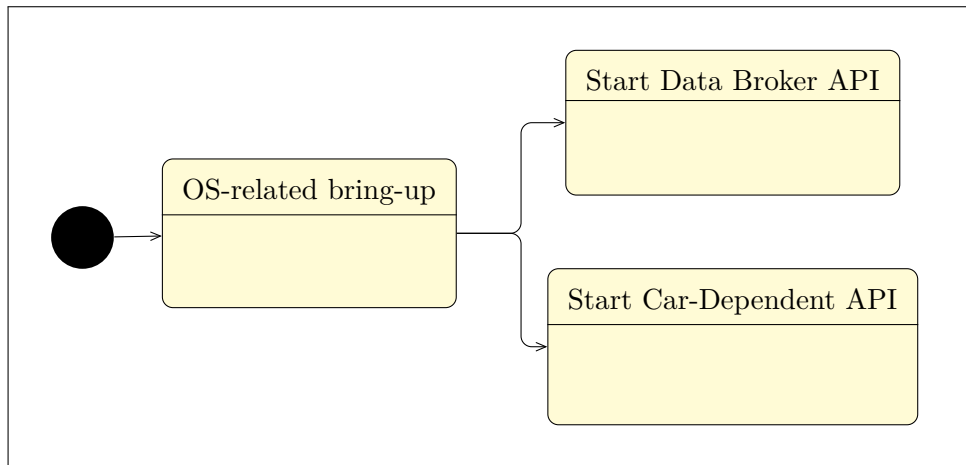 Start Data Broker API
OS-related bring-up
Start Car-Dependent API